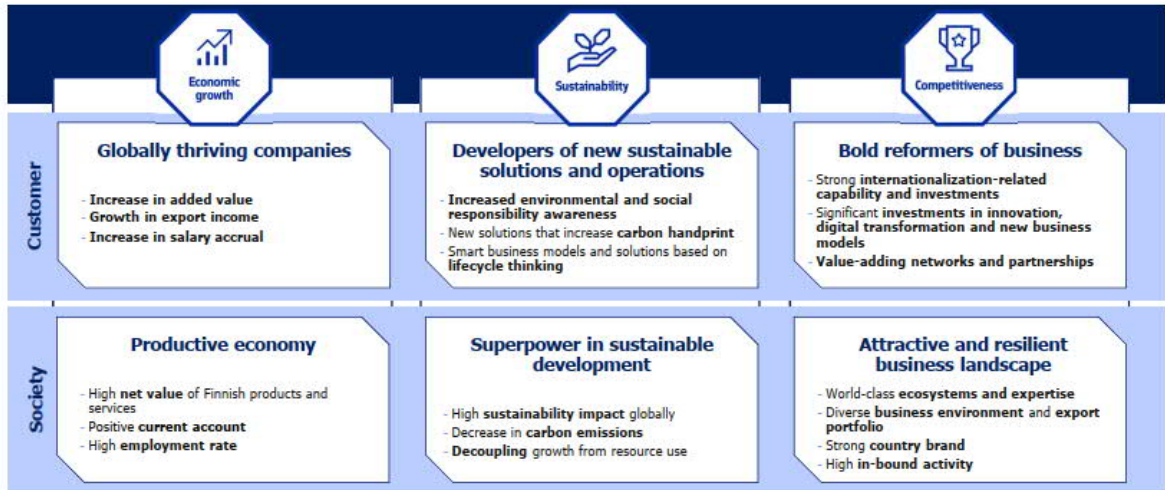 Economic
growth
Sustainability
Competitiveness
Customer
Globally thriving companies
- Increase in added value
- Growth in export income
- Increase in salary accrual
Developers of new sustainable
solutions and operations
- Increased environmental and social
responsibility awareness
- New solutions that increase carbon handprint
- Smart business models and solutions based on
lifecycle thinking
Bold reformers of business
- Strong internationalization-related
capability and investments
- Significant investments in innovation,
digital transformation and new business
models
- Value-adding networks and partnerships
Society
Productive economy
- High net value of Finnish products and
services
- Positive current account
- High employment rate
Superpower in sustainable
development
- High sustainability impact globally
- Decrease in carbon emissions
- Decoupling growth from resource use
Attractive and resilient
business landscape
- World-class ecosystems and expertise
- Diverse business environment and export
portfolio
- Strong country brand
- High in-bound activity